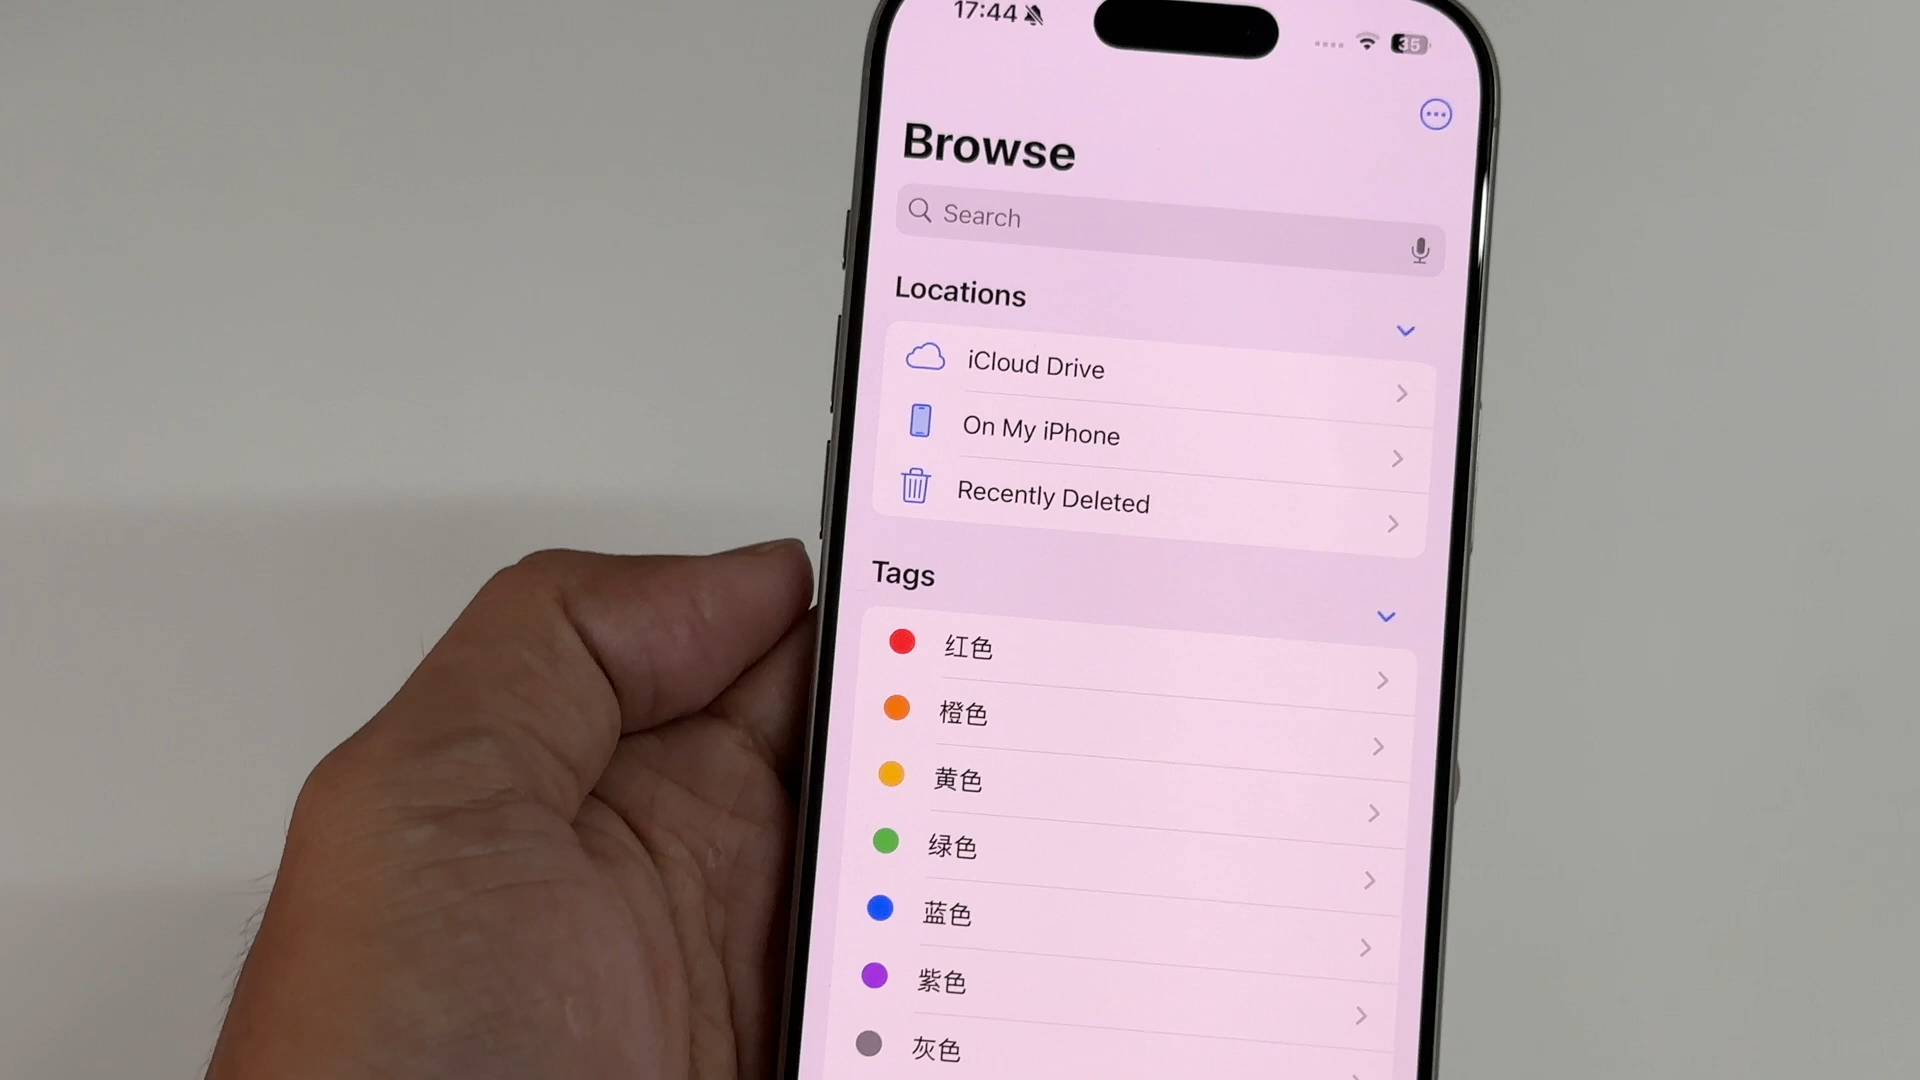 17:44
35
Browse
Search
Locations
iCloud Drive
On My iPhone
Recently Deleted
Tags
红色
橙色
黄色
绿色
蓝色
紫色
灰色